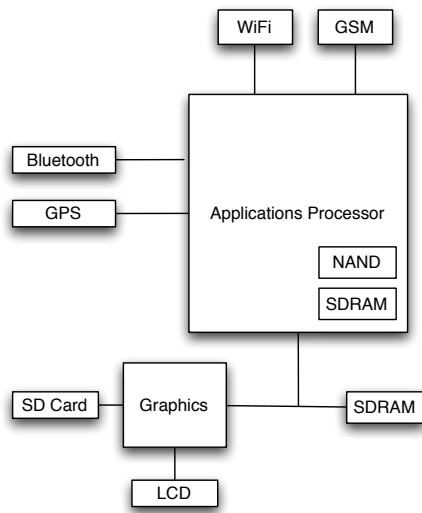 WiFi
GSM
Bluetooth
GPS
Applications Processor
NAND
SDRAM
SD Card
Graphics
SDRAM
LCD